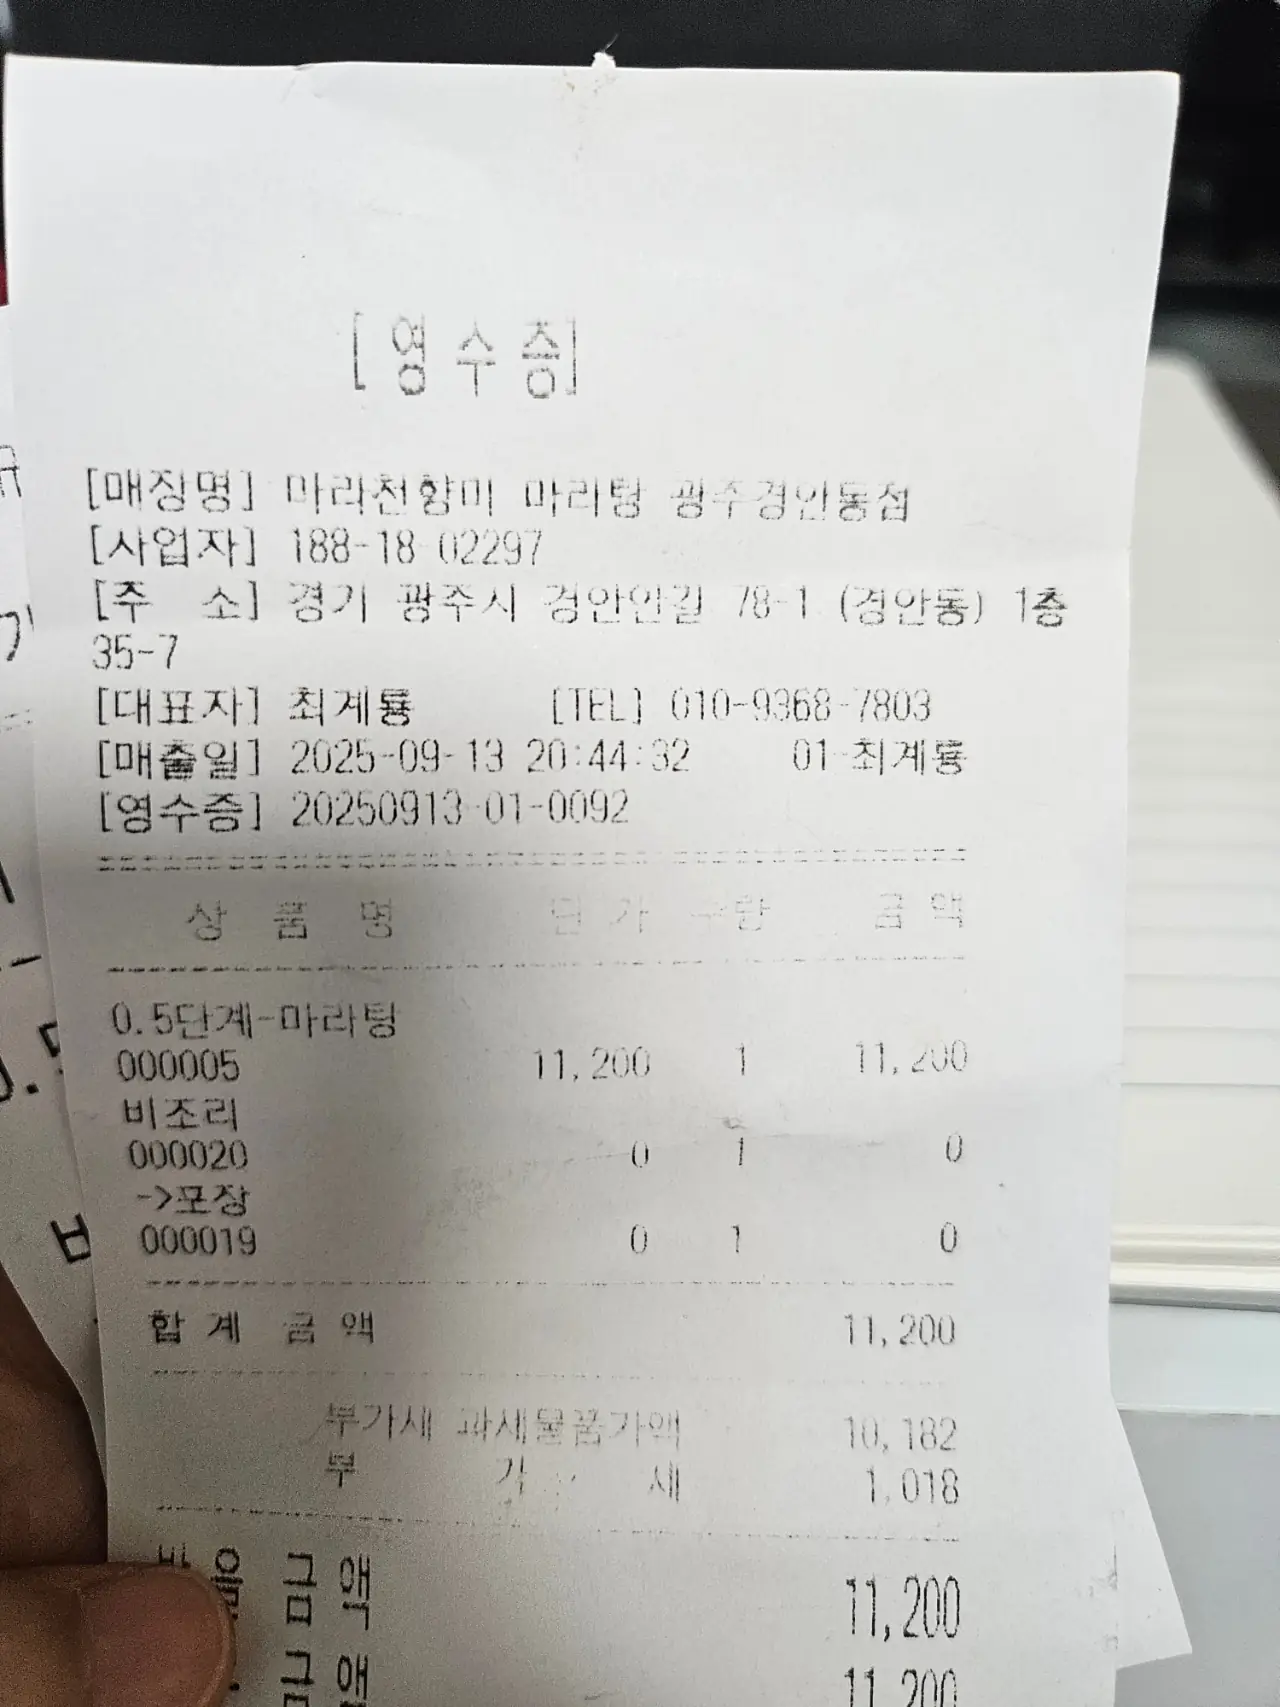 [영수증]
[매장명] 마라천향미 마라탕 광주경안동점
[사업자] 188-18-02297
[주 소] 경기 광주시 경안안길 78-1 (경안동) 1층
35-7
[대표자] 최계룡 [TEL] 010-9368-7803
[매출일] 2025-09-13 20:44:32 01-최계룡
[영수증] 20250913-01-0092
상 품 명 단 가 수량 금 액
0.5단계-마라탕
000005 11,200 1 11,200
비조리
000020 0 1 0
->포장
000019 0 1 0
합 계 금 액 11,200
부가세 과세물품가액 10,182
부 가 세 1,018
받 을 금 액 11,200
금 액 11,200